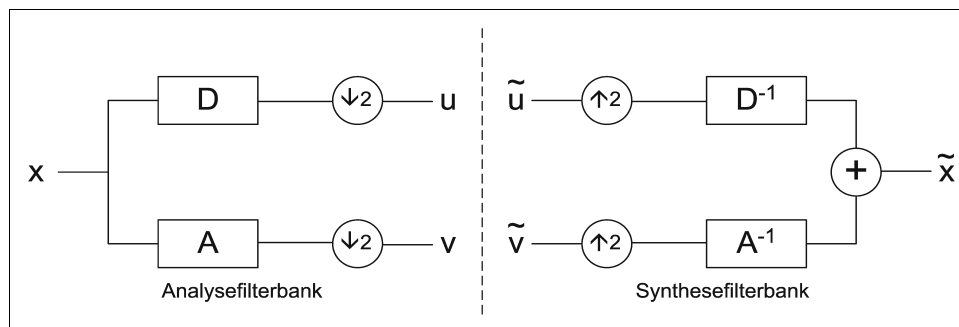 D ↓2 u ũ ↑2 D⁻¹
x + x̃
A ↓2 v ṽ ↑2 A⁻¹
Analysefilterbank Synthesefilterbank